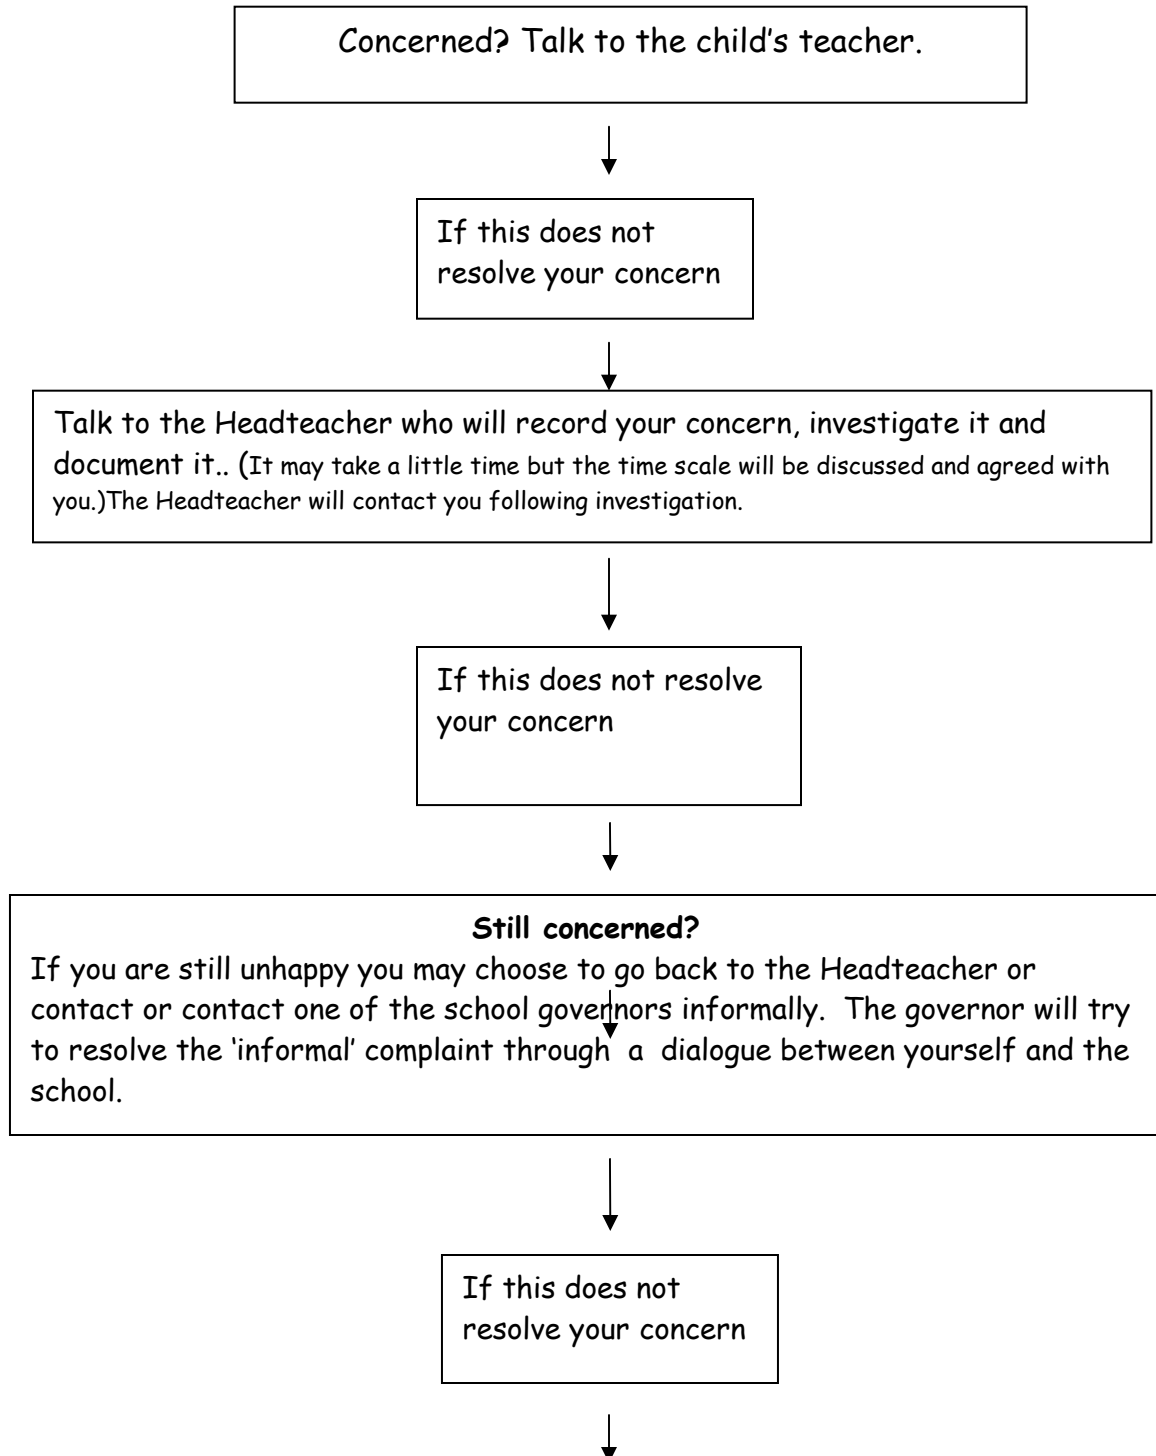 Concerned? Talk to the child's teacher.
If this does not
resolve your concern
Talk to the Headteacher who will record your concern, investigate it and
document it.. (It may take a little time but the time scale will be discussed and agreed with
you.)The Headteacher will contact you following investigation.
If this does not resolve
your concern
Still concerned?
If you are still unhappy you may choose to go back to the Headteacher or
contact or contact one of the school governors informally.  The governor will try
to resolve the ‘informal’ complaint through  a  dialogue between yourself and the
school.
If this does not
resolve your concern